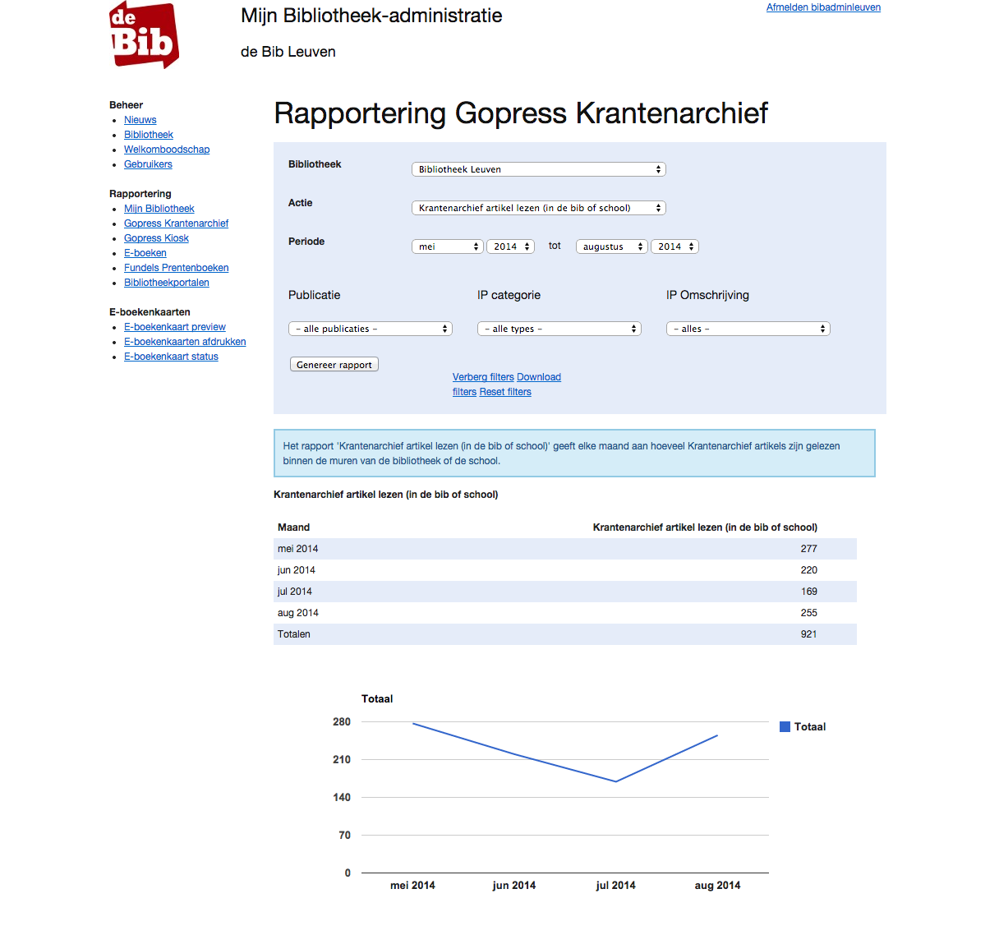 de
Bib
Mijn Bibliotheek-administratie
Afmelden bibadminleuven
de Bib Leuven
Beheer
Nieuws
Bibliotheek
Welkomboodschap
Gebruikers
Rapportering
Mijn Bibliotheek
Gopress Krantenarchief
Gopress Kiosk
E-boeken
Fundels Prentenboeken
Bibliotheekportalen
E-boekenkaarten
E-boekenkaart preview
E-boekenkaarten afdrukken
E-boekenkaart status
Rapportering Gopress Krantenarchief
Bibliotheek Bibliotheek Leuven
Actie Krantenarchief artikel lezen (in de bib of school)
Periode mei 2014 tot augustus 2014
Publicatie IP categorie IP Omschrijving
– alle publicaties – – alle types – – alles –
Genereer rapport
Verberg filters Download
filters Reset filters
Het rapport 'Krantenarchief artikel lezen (in de bib of school)' geeft elke maand aan hoeveel Krantenarchief artikels zijn gelezen
binnen de muren van de bibliotheek of de school.
Krantenarchief artikel lezen (in de bib of school)
Maand Krantenarchief artikel lezen (in de bib of school)
mei 2014 277
jun 2014 220
jul 2014 169
aug 2014 255
Totalen 921
Totaal
280
210
140
70
0
mei 2014 jun 2014 jul 2014 aug 2014
Totaal